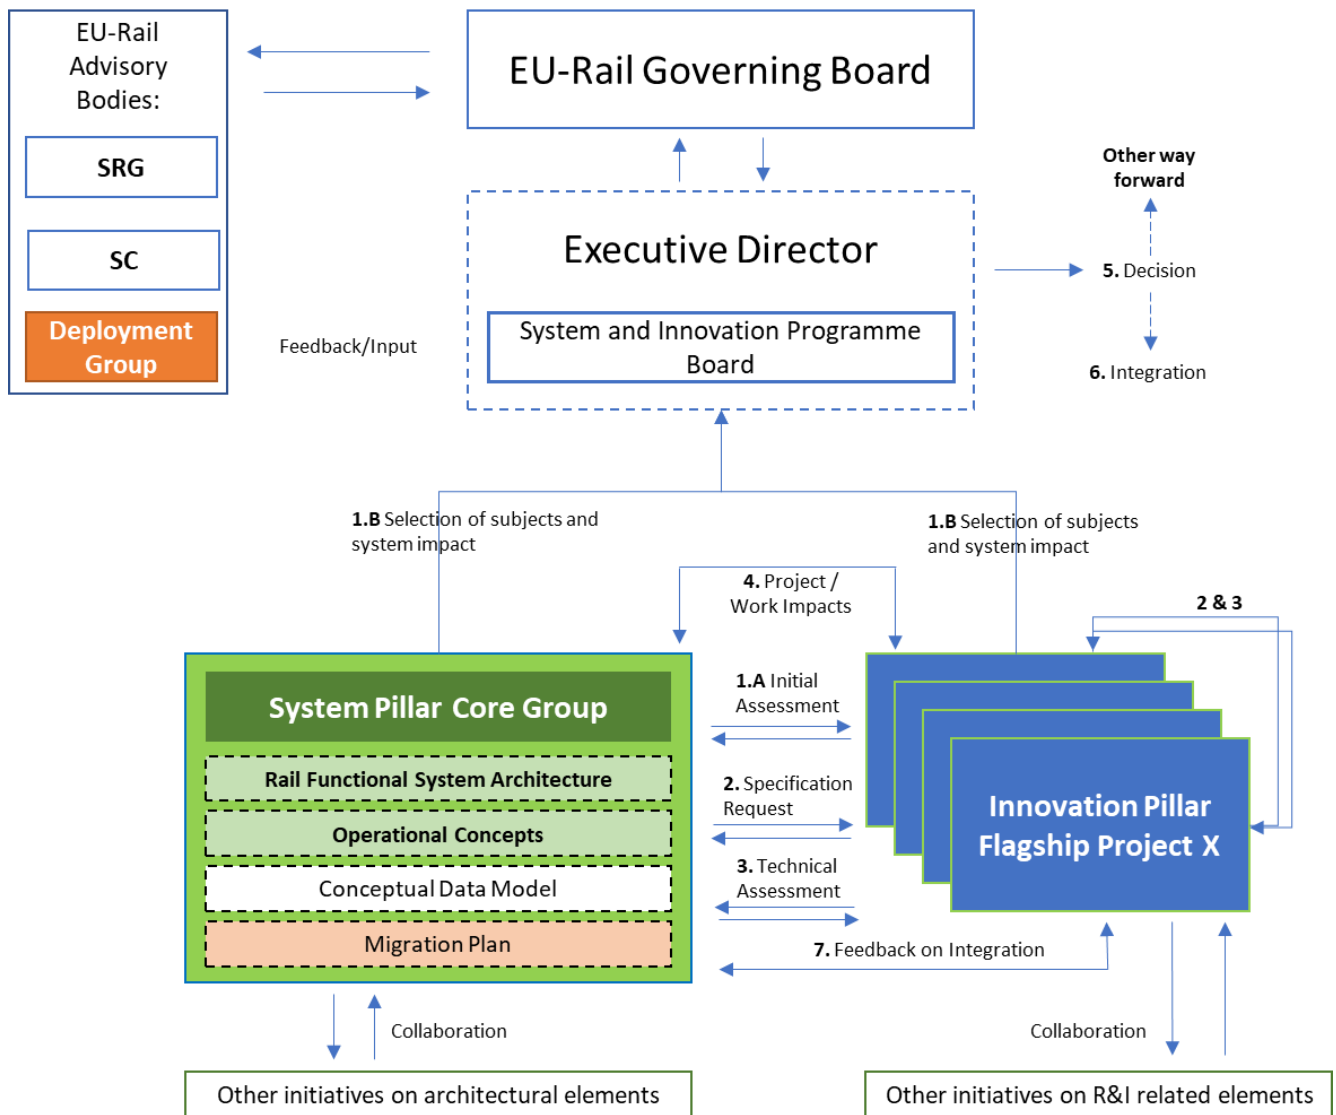 EU-Rail
Advisory
Bodies:
SRG
SC
Deployment
Group
EU-Rail Governing Board
Executive Director
System and Innovation Programme
Board
Feedback/Input
Other way
forward
5. Decision
6. Integration
1.B Selection of subjects and
system impact
1.B Selection of subjects
and system impact
4. Project /
Work Impacts
2 & 3
System Pillar Core Group
Rail Functional System Architecture
Operational Concepts
Conceptual Data Model
Migration Plan
1.A Initial
Assessment
2. Specification
Request
3. Technical
Assessment
7. Feedback on Integration
Innovation Pillar
Flagship Project X
Collaboration
Collaboration
Other initiatives on architectural elements
Other initiatives on R&I related elements